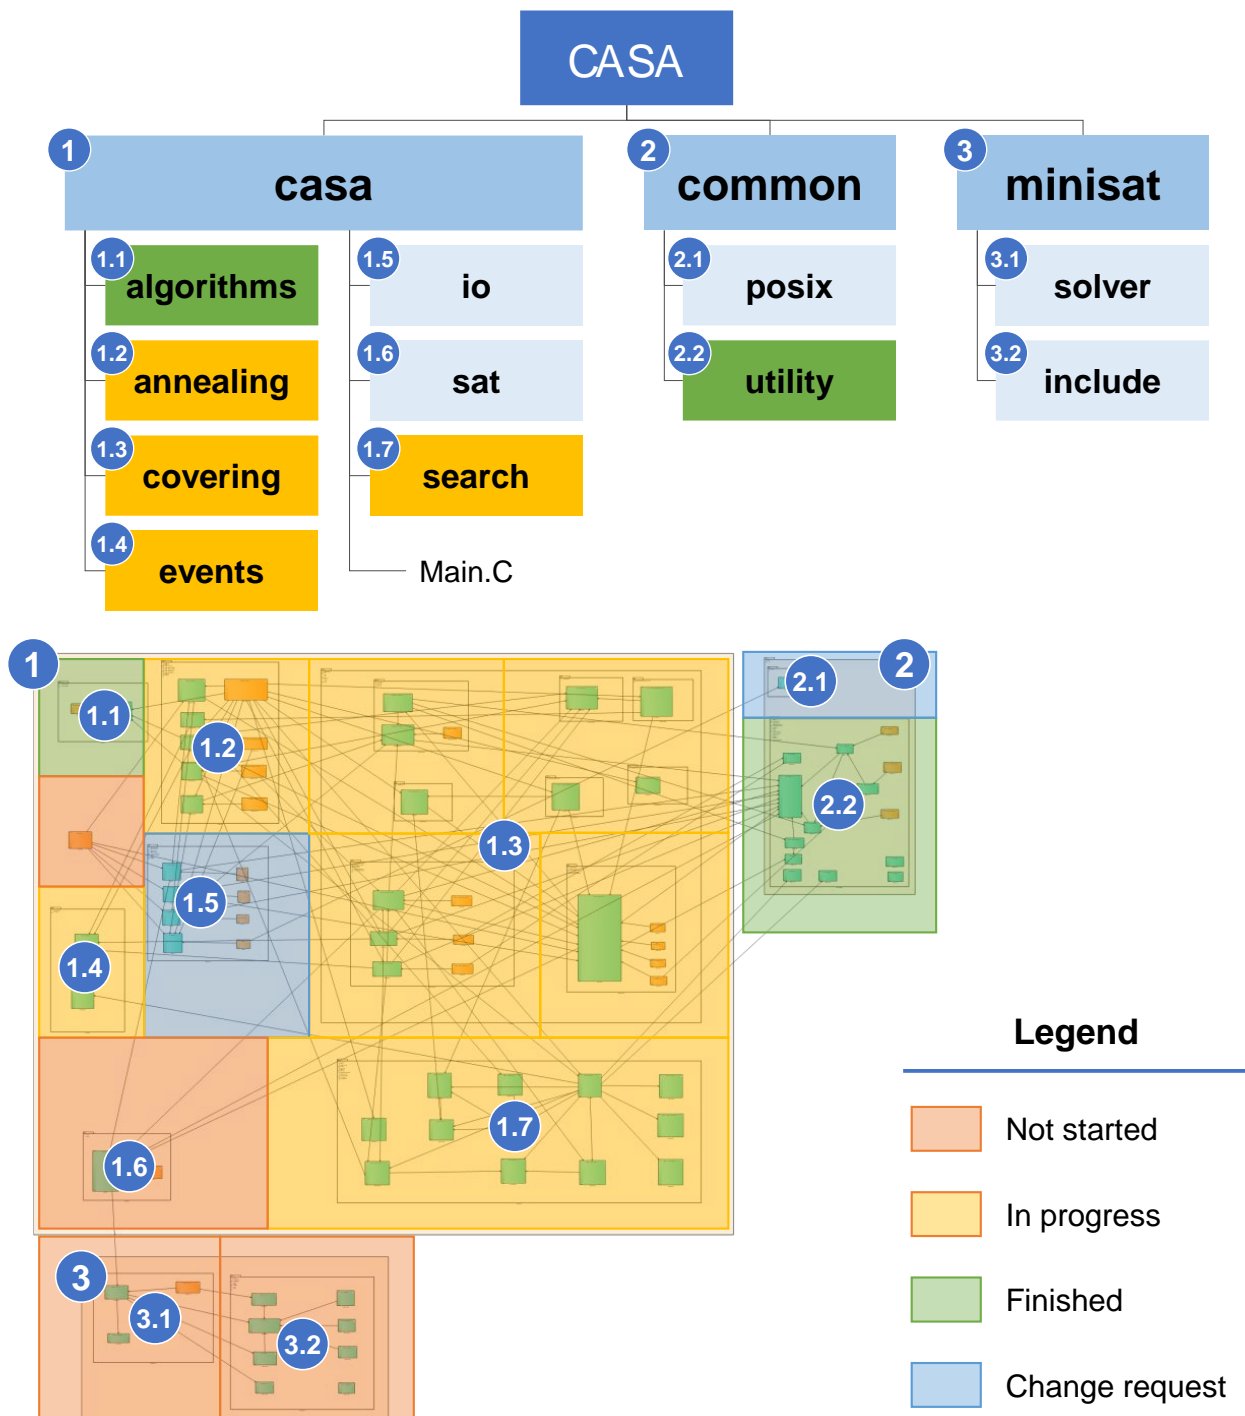 CASA
1
casa
2
common
3
minisat
1.1
algorithms
1.2
annealing
1.3
covering
1.4
events
1.5
io
1.6
sat
1.7
search
Main.C
2.1
posix
2.2
utility
3.1
solver
3.2
include
1
1.1
1.2
1.3
1.4
1.5
1.6
1.7
2
2.1
2.2
3
3.1
3.2
Legend
Not started
In progress
Finished
Change request